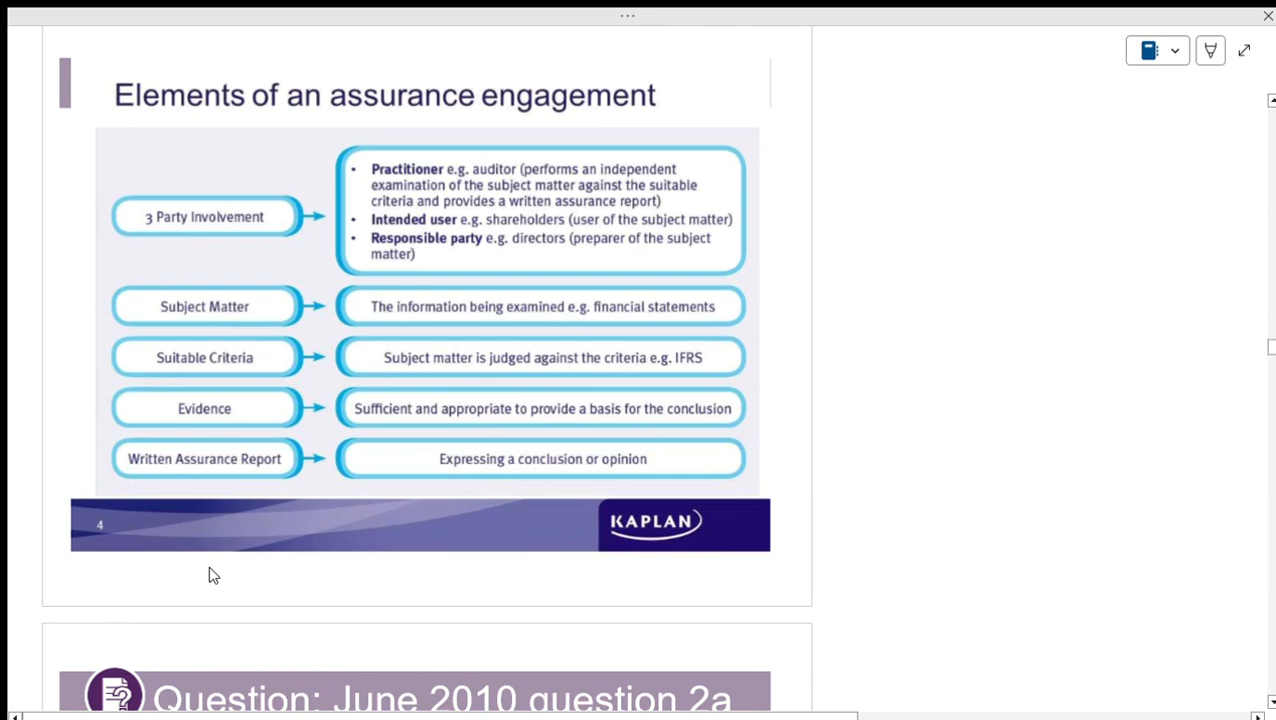 Elements of an assurance engagement
3 Party Involvement
• Practitioner e.g. auditor (performs an independent
examination of the subject matter against the suitable
criteria and provides a written assurance report)
• Intended user e.g. shareholders (user of the subject matter)
• Responsible party e.g. directors (preparer of the subject
matter)
Subject Matter
The information being examined e.g. financial statements
Suitable Criteria
Subject matter is judged against the criteria e.g. IFRS
Evidence
Sufficient and appropriate to provide a basis for the conclusion
Written Assurance Report
Expressing a conclusion or opinion
4
KAPLAN
Question: June 2010 question 2a